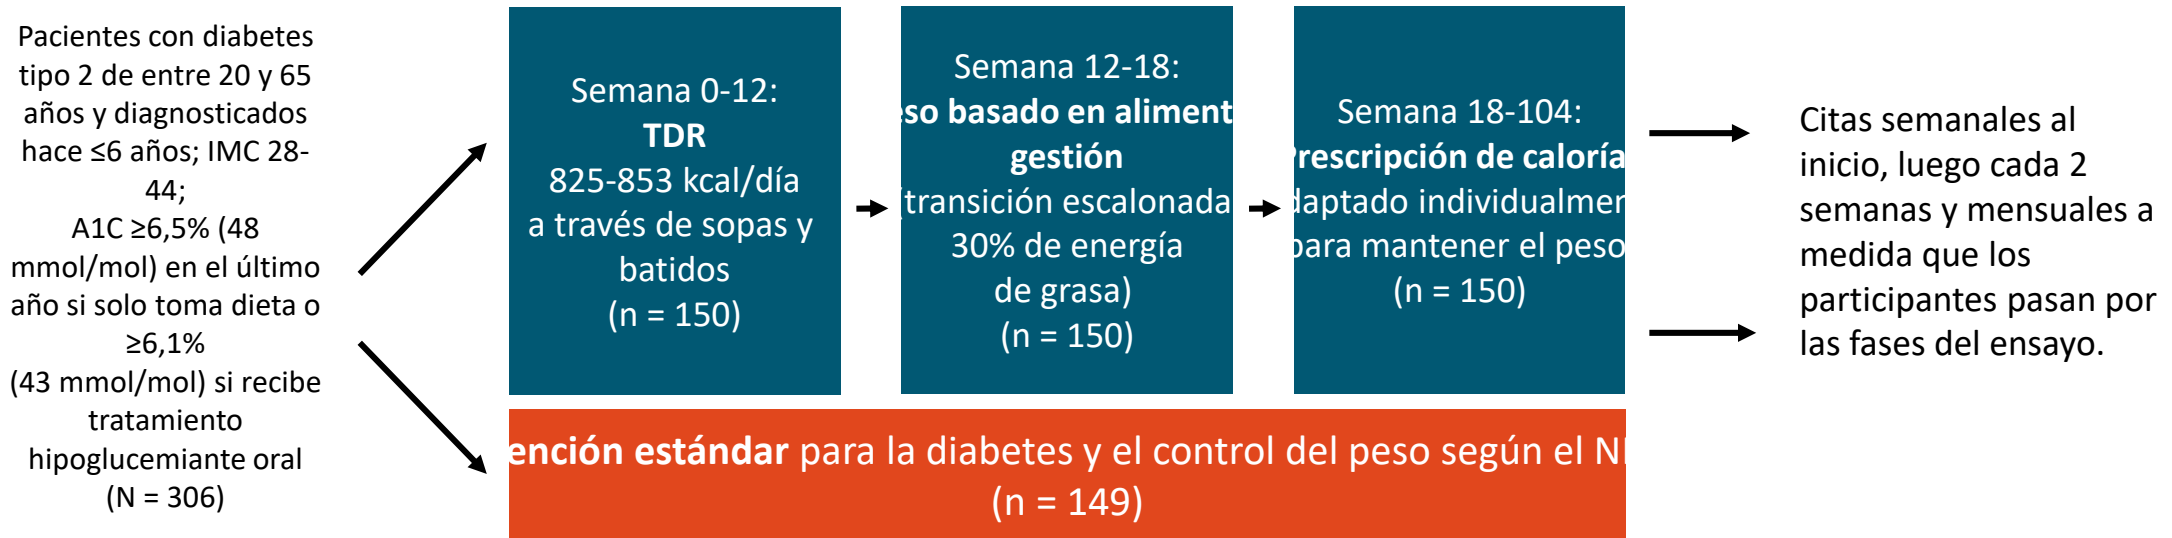 Pacientes con diabetes
tipo 2 de entre 20 y 65
años y diagnosticados
hace ≤6 años; IMC 28-
44;
A1C ≥6,5% (48
mmol/mol) en el último
año si solo toma dieta o
≥6,1%
(43 mmol/mol) si recibe
tratamiento
hipoglucemiante oral
(N = 306)
Semana 0-12:
TDR
825-853 kcal/día
a través de sopas y
batidos
(n = 150)
Semana 12-18:
eso basado en aliment
gestión
(transición escalonada
30% de energía
de grasa)
(n = 150)
Semana 18-104:
Prescripción de caloría
daptado individualmen
para mantener el peso
(n = 150)
ención estándar para la diabetes y el control del peso según el NI
(n = 149)
Citas semanales al
inicio, luego cada 2
semanas y mensuales a
medida que los
participantes pasan por
las fases del ensayo.